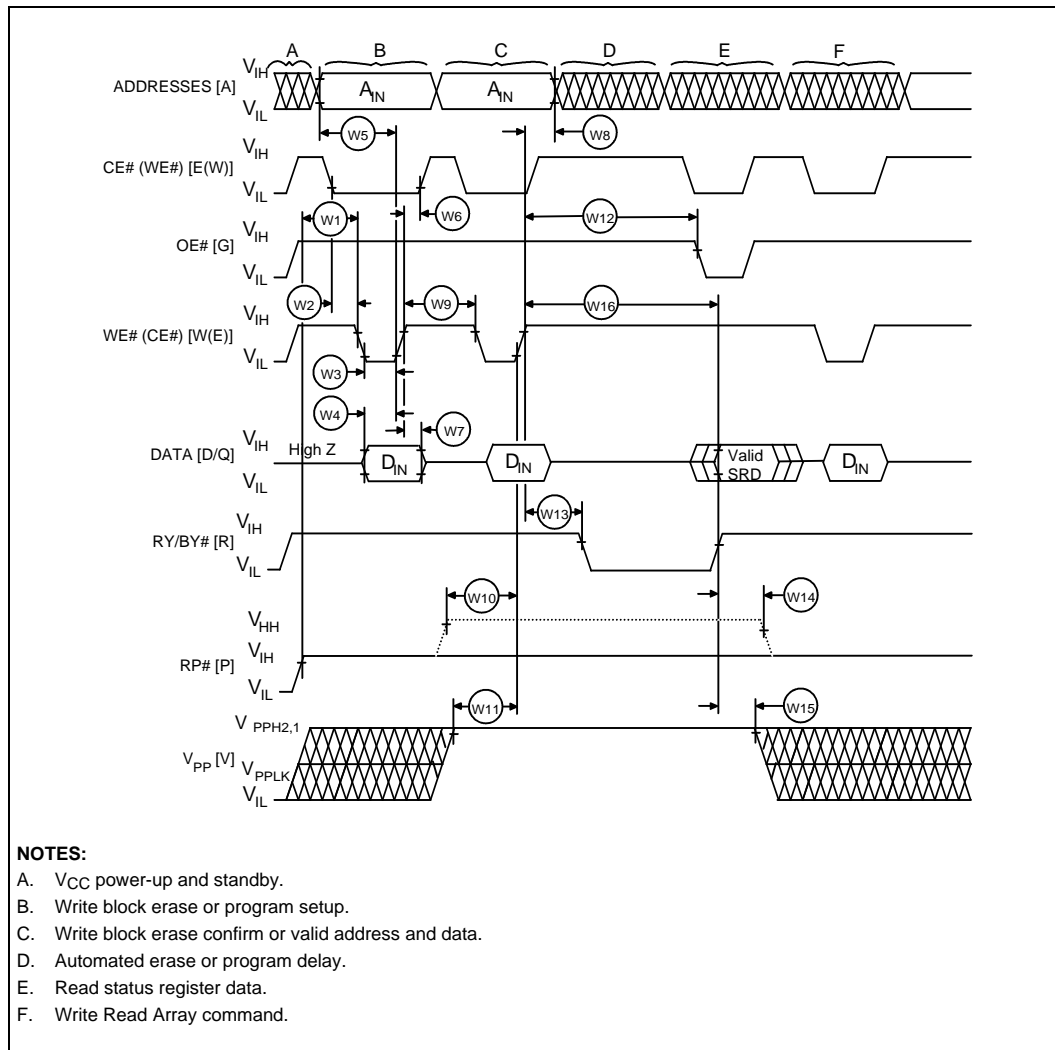 A B C D E F
ADDRESSES [A] VIH VIL AIN AIN
W5 W8
CE# (WE#) [E(W)] VIH VIL
W1 W6 W12
OE# [G] VIH VIL
W2 W9 W16
WE# (CE#) [W(E)] VIH VIL
W3
W4 W7
DATA [D/Q] VIH VIL High Z DIN DIN Valid SRD DIN
W13
RY/BY# [R] VIH VIL
W10 W14
RP# [P] VHH VIH VIL
W11 W15
VPP [V] V PPH2,1 VPPLK VIL
NOTES:
A. VCC power-up and standby.
B. Write block erase or program setup.
C. Write block erase confirm or valid address and data.
D. Automated erase or program delay.
E. Read status register data.
F. Write Read Array command.